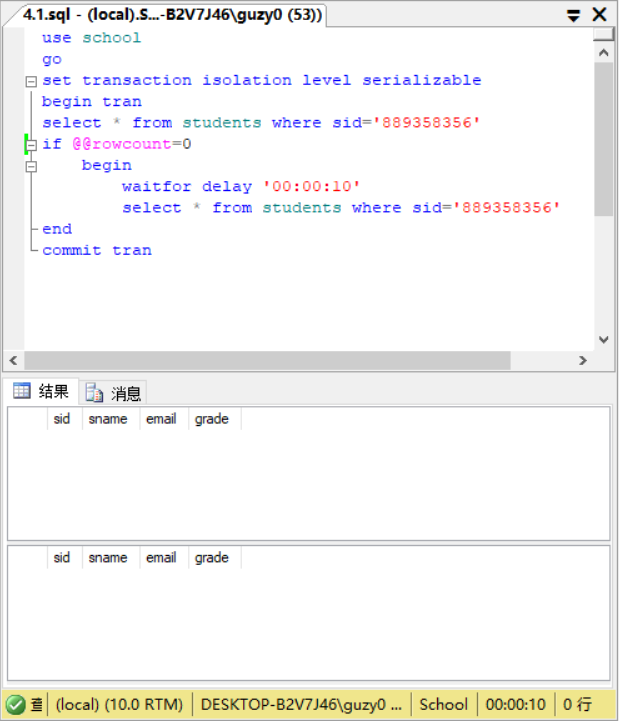 4.1.sql - (local).S...-B2V7J46\guzy0 (53))
use school
go
set transaction isolation level serializable
begin tran
select * from students where sid='889358356'
if @@rowcount=0
begin
waitfor delay '00:00:10'
select * from students where sid='889358356'
end
commit tran
结果 消息
sid sname email grade
sid sname email grade
(local) (10.0 RTM) DESKTOP-B2V7J46\guzy0 ... School 00:00:10 0 行